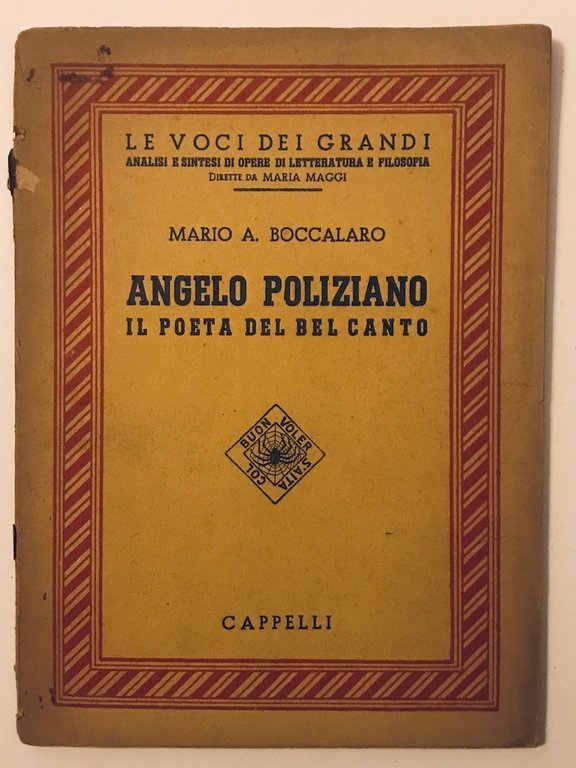 LE VOCI DEI GRANDI
ANALISI E SINTESI DI OPERE DI LETTERATURA E FILOSOFIA
DIRETTE DA MARIA MAGGI
MARIO A. BOCCALARO
ANGELO POLIZIANO
IL POETA DEL BEL CANTO
COL BUON VOLER S'AITA
CAPPELLI